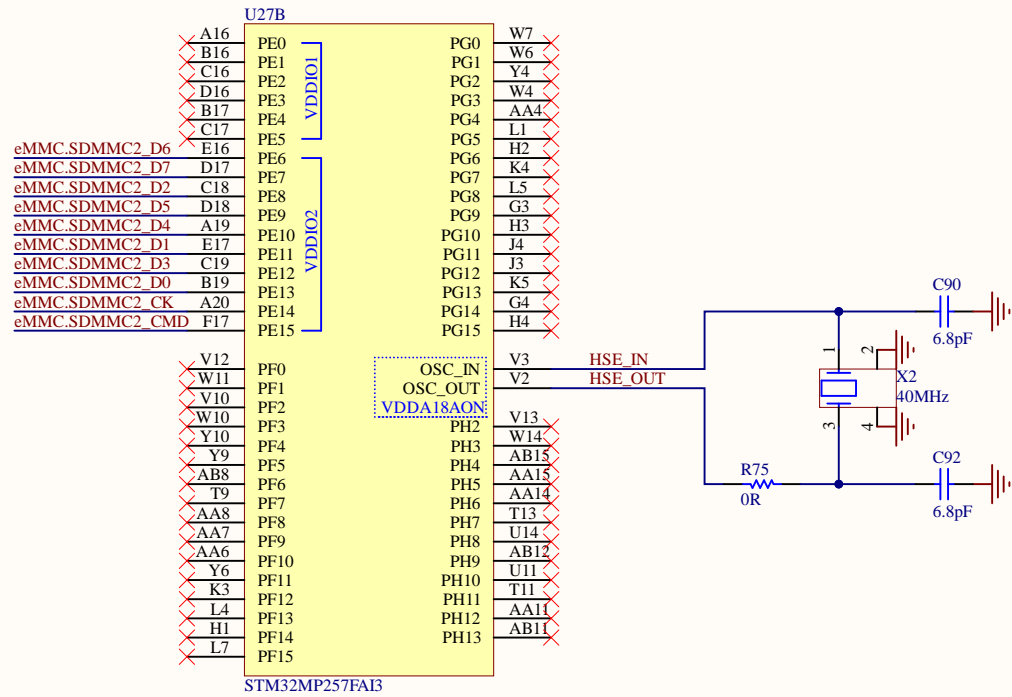 U27B
A16 PE0
B16 PE1
C16 PE2
D16 PE3
B17 PE4
C17 PE5
VDDIO1
eMMC.SDMMC2_D6 E16 PE6
eMMC.SDMMC2_D7 D17 PE7
eMMC.SDMMC2_D2 C18 PE8
eMMC.SDMMC2_D5 D18 PE9
eMMC.SDMMC2_D4 A19 PE10
eMMC.SDMMC2_D1 E17 PE11
eMMC.SDMMC2_D3 C19 PE12
eMMC.SDMMC2_D0 B19 PE13
eMMC.SDMMC2_CK A20 PE14
eMMC.SDMMC2_CMD F17 PE15
VDDIO2
V12 PF0
W11 PF1
V10 PF2
W10 PF3
Y10 PF4
Y9 PF5
AB8 PF6
T9 PF7
AA8 PF8
AA7 PF9
AA6 PF10
Y6 PF11
K3 PF12
L4 PF13
H1 PF14
L7 PF15
PG0 W7
PG1 W6
PG2 Y4
PG3 W4
PG4 AA4
PG5 L1
PG6 H2
PG7 K4
PG8 L5
PG9 G3
PG10 H3
PG11 J4
PG12 J3
PG13 K5
PG14 G4
PG15 H4
OSC_IN V3 HSE_IN
OSC_OUT V2 HSE_OUT
VDDA18AON
PH2 V13
PH3 W14
PH4 AB15
PH5 AA15
PH6 AA14
PH7 T13
PH8 U14
PH9 AB12
PH10 U11
PH11 T11
PH12 AA11
PH13 AB11
STM32MP257FAI3
C90
6.8pF
1
2
X2
40MHz
3
4
R75
0R
C92
6.8pF